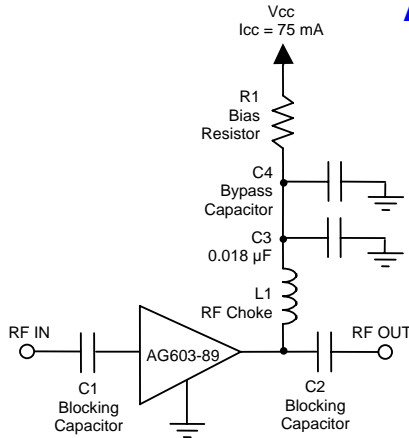 Vcc
Icc = 75 mA
R1
Bias
Resistor
C4
Bypass
Capacitor
C3
0.018 µF
L1
RF Choke
RF IN
AG603-89
RF OUT
C1
Blocking
Capacitor
C2
Blocking
Capacitor